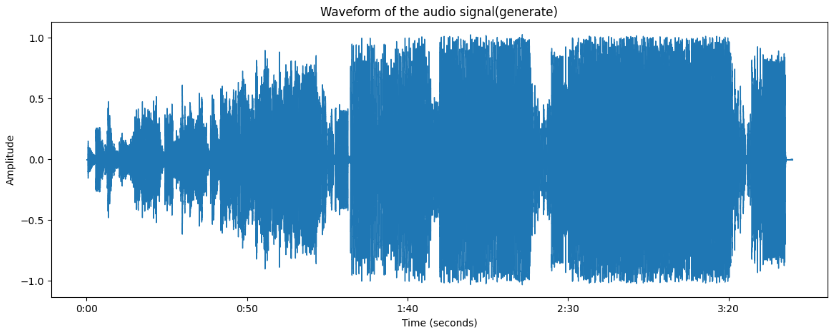 Waveform of the audio signal(generate)
1.0
0.5
0.0
−0.5
−1.0
Amplitude
0:00 0:50 1:40 2:30 3:20
Time (seconds)